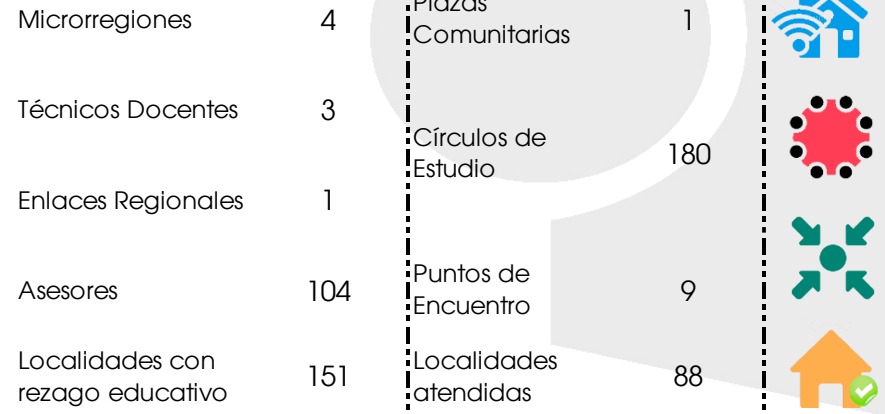 Microrregiones 4
Técnicos Docentes 3
Enlaces Regionales 1
Asesores 104
Localidades con
rezago educativo 151
Plazas
Comunitarias 1
Círculos de
Estudio 180
Puntos de
Encuentro 9
Localidades
atendidas 88